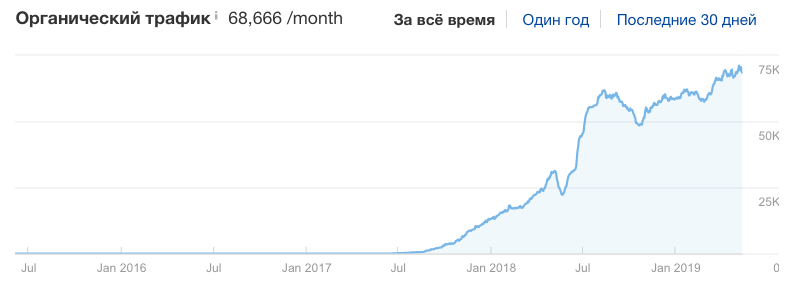 Органический трафик i 68,666 /month За всё время Один год Последние 30 дней
75K
50K
25K
Jul Jan 2016 Jul Jan 2017 Jul Jan 2018 Jul Jan 2019 0